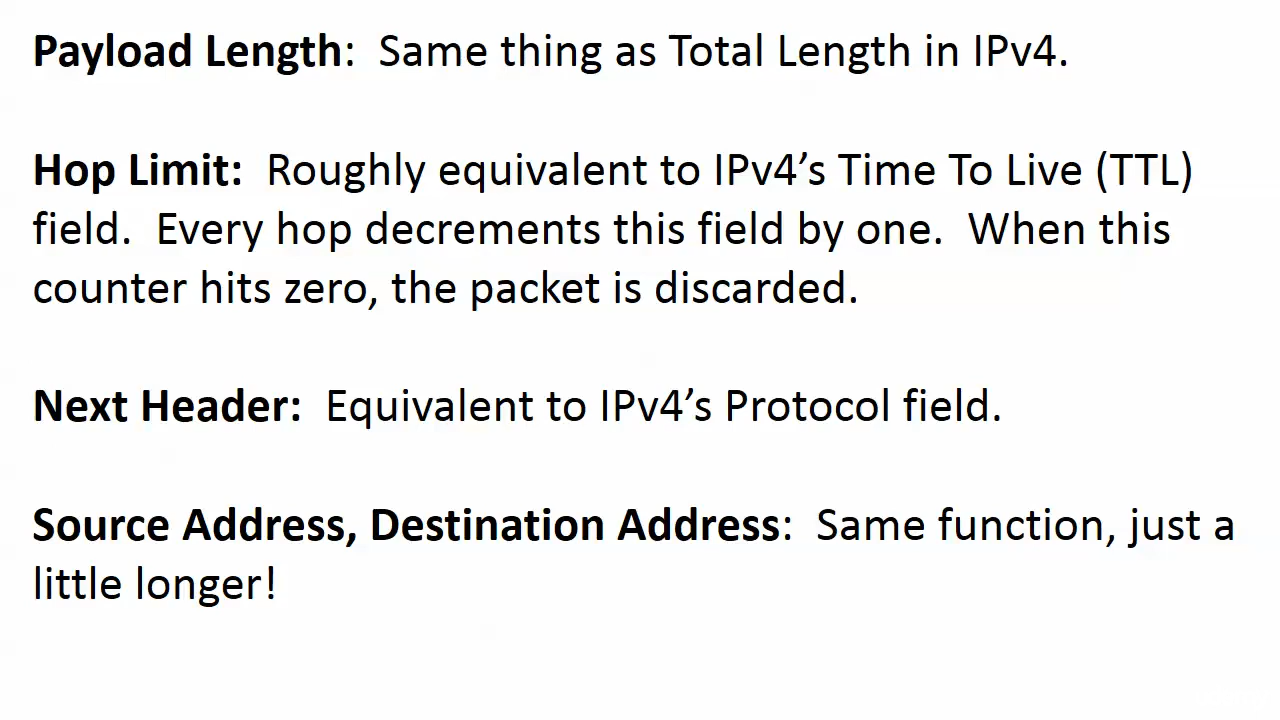 Payload Length:  Same thing as Total Length in IPv4.
Hop Limit:  Roughly equivalent to IPv4’s Time To Live (TTL)
field.  Every hop decrements this field by one.  When this
counter hits zero, the packet is discarded.
Next Header:  Equivalent to IPv4’s Protocol field.
Source Address, Destination Address:  Same function, just a
little longer!